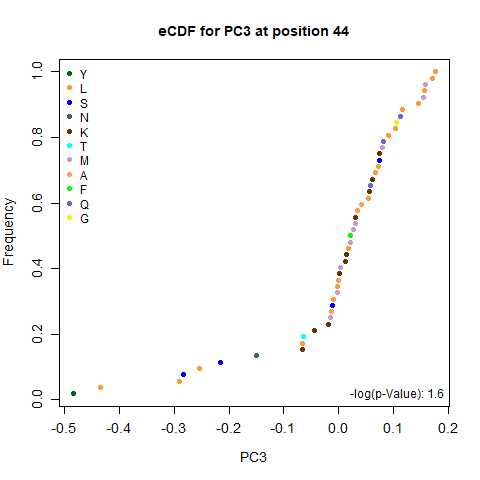 eCDF for PC3 at position 44
Y
L
S
N
K
T
M
A
F
Q
G
Frequency
1.0
0.8
0.6
0.4
0.2
0.0
-log(p-Value): 1.6
-0.5 -0.4 -0.3 -0.2 -0.1 0.0 0.1 0.2
PC3